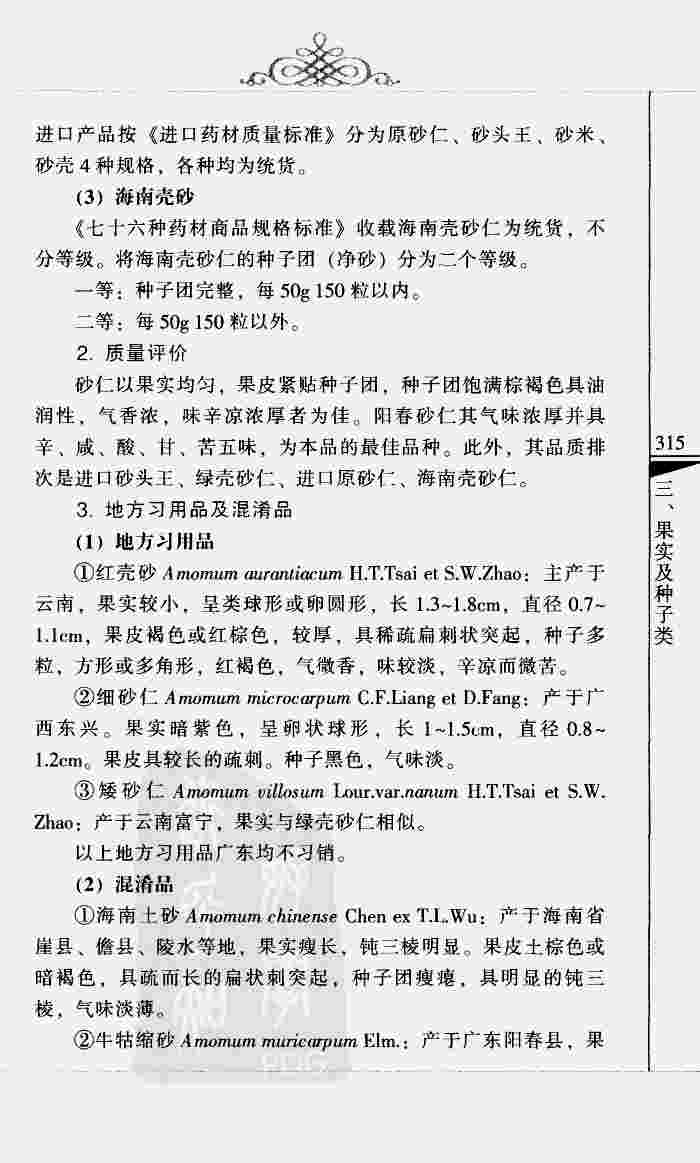 进口产品按《进口药材质量标准》分为原砂仁、砂头王、砂米、
砂壳 4 种规格，各种均为统货。
(3) 海南壳砂
《七十六种药材商品规格标准》收载海南壳砂仁为统货，不
分等级。将海南壳砂仁的种子团（净砂）分为二个等级。
一等：种子团完整，每 50g 150 粒以内。
二等：每 50g 150 粒以外。
2. 质量评价
砂仁以果实均匀，果皮紧贴种子团，种子团饱满棕褐色具油
润性，气香浓，味辛凉浓厚者为佳。阳春砂仁其气味浓厚并具
辛、咸、酸、甘、苦五味，为本品的最佳品种。此外，其品质排
次是进口砂头王、绿壳砂仁、进口原砂仁、海南壳砂仁。
3. 地方习用品及混淆品
(1) 地方习用品
①红壳砂 Amomum aurantiacum H.T.Tsai et S.W.Zhao：主产于
云南，果实较小，呈类球形或卵圆形，长 1.3~1.8cm，直径 0.7~
1.1cm，果皮褐色或红棕色，较厚，具稀疏扁刺状突起，种子多
粒，方形或多角形，红褐色，气微香，味较淡，辛凉而微苦。
②细砂仁 Amomum microcarpum C.F.Liang et D.Fang：产于广
西东兴。果实暗紫色，呈卵状球形，长 1~1.5cm，直径 0.8~
1.2cm。果皮具较长的疏刺。种子黑色，气味淡。
③矮砂仁 Amomum villosum Lour.var.nanum H.T.Tsai et S.W.
Zhao：产于云南富宁，果实与绿壳砂仁相似。
以上地方习用品广东均不习销。
(2) 混淆品
①海南土砂 Amomum chinense Chen ex T.L.Wu：产于海南省
崖县、儋县、陵水等地，果实瘦长，钝三棱明显。果皮土棕色或
暗褐色，具疏而长的扁状刺突起，种子团瘦瘪，具明显的钝三
棱，气味淡薄。
②牛牯缩砂 Amomum muricarpum Elm.：产于广东阳春县，果
315
三、果实及种子类